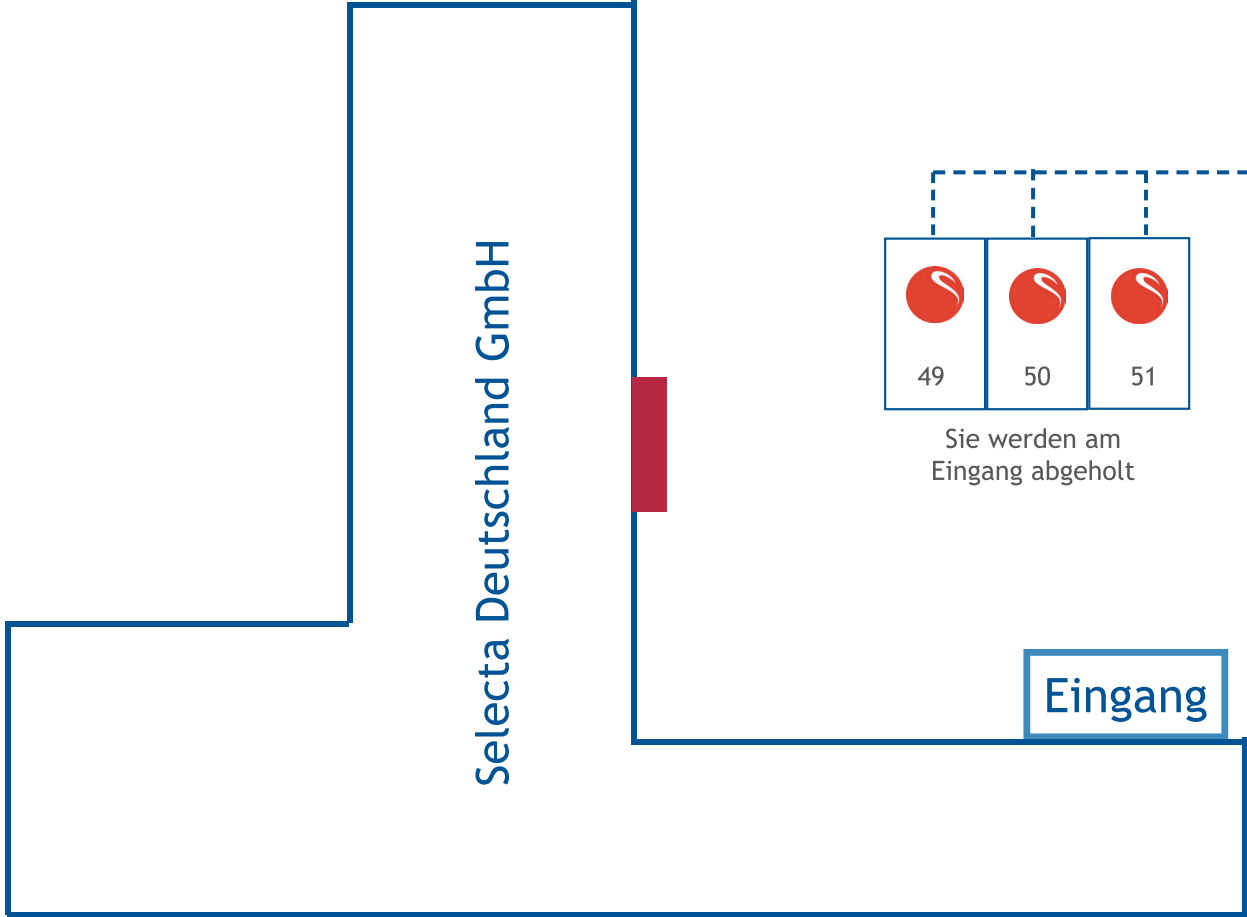 Selecta Deutschland GmbH
49
50
51
Sie werden am
Eingang abgeholt
Eingang